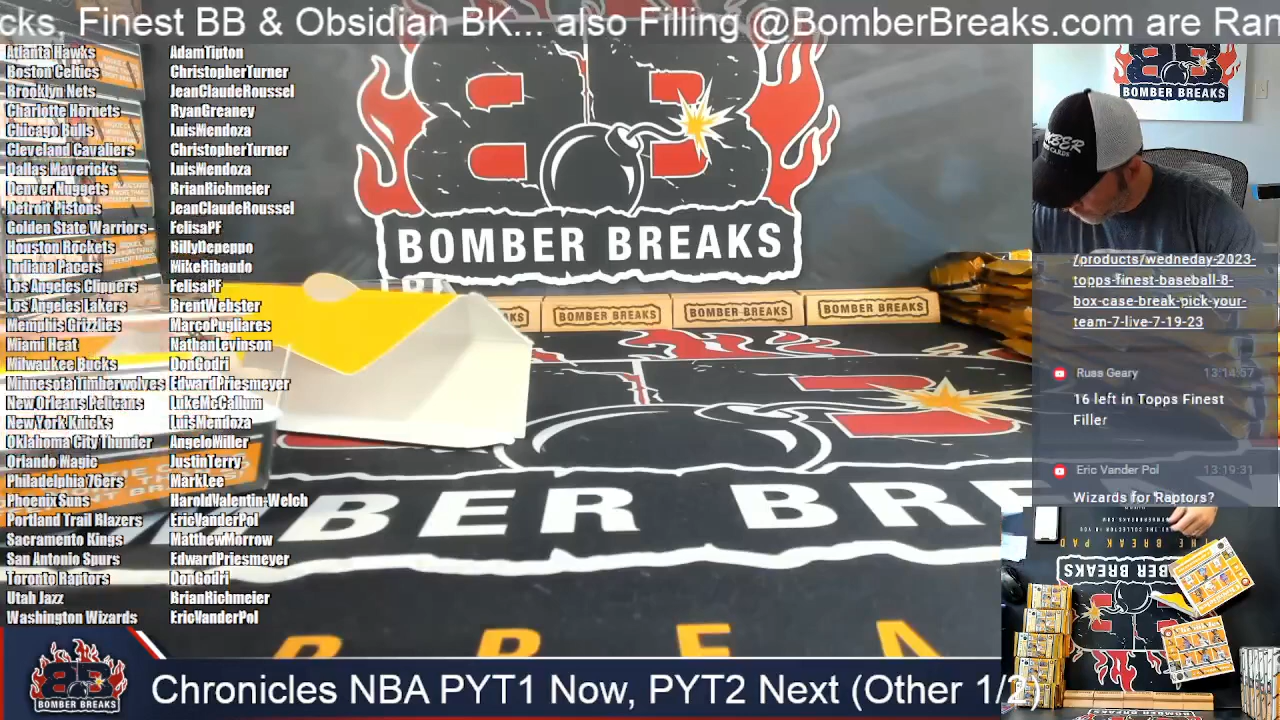 cks, Finest BB & Obsidian BK... also Filling @BomberBreaks.com are Ran
Atlanta Hawks AdamTipton
Boston Celtics ChristopherTurner
Brooklyn Nets JeanClaudeRoussel
Charlotte Hornets RyanGreaney
Chicago Bulls LuisMendoza
Cleveland Cavaliers ChristopherTurner
Dallas Mavericks LuisMendoza
Denver Nuggets BrianRichmeier
Detroit Pistons JeanClaudeRoussel
Golden State Warriors FelisaPF
Houston Rockets BillyDepeppo
Indiana Pacers MikeRibaudo
Los Angeles Clippers FelisaPF
Los Angeles Lakers BrentWebster
Memphis Grizzlies MarcoPugliares
Miami Heat NathanLevinson
Milwaukee Bucks DonGodri
Minnesota Timberwolves EdwardPriesmeyer
New Orleans Pelicans LukeMcCallum
New York Knicks LuisMendoza
Oklahoma City Thunder AngeloMiller
Orlando Magic JustinTerry
Philadelphia 76ers MarkLee
Phoenix Suns HaroldValentin-Welch
Portland Trail Blazers EricVanderPol
Sacramento Kings MatthewMorrow
San Antonio Spurs EdwardPriesmeyer
Toronto Raptors DonGodri
Utah Jazz BrianRichmeier
Washington Wizards EricVanderPol
BOMBER BREAKS
BOMBER BREAKS
BOMBER BREAKS
BOMBER BREAKS
BER BRE
B R E A
BOMBER BREAKS
/products/wedneday-2023-
topps-finest-baseball-8-
box-case-break-pick-your-
team-7-live-7-19-23
Russ Geary 13:14:57
16 left in Topps Finest
Filler
Eric Vander Pol 13:19:31
Wizards for Raptors?
THE BREAK PAD
BOMBER BREAKS
Chronicles NBA PYT1 Now, PYT2 Next (Other 1/2)